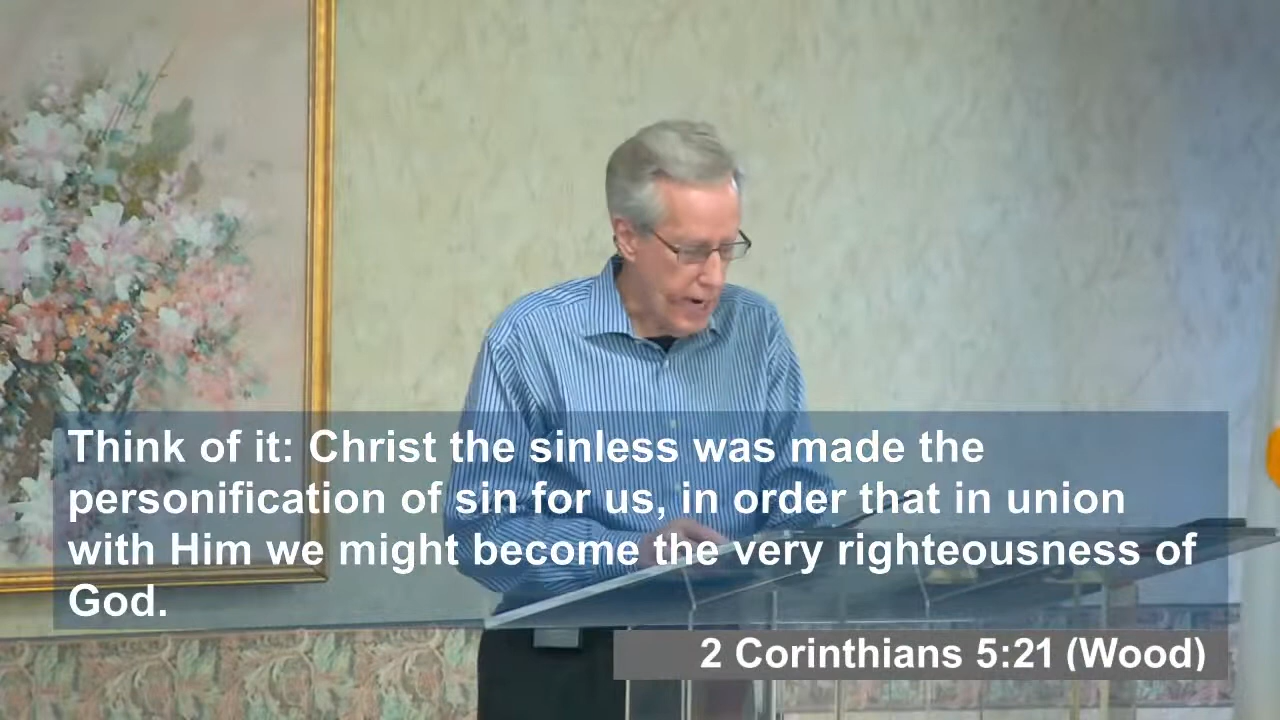 Think of it: Christ the sinless was made the
personification of sin for us, in order that in union
with Him we might become the very righteousness of
God.
2 Corinthians 5:21 (Wood)